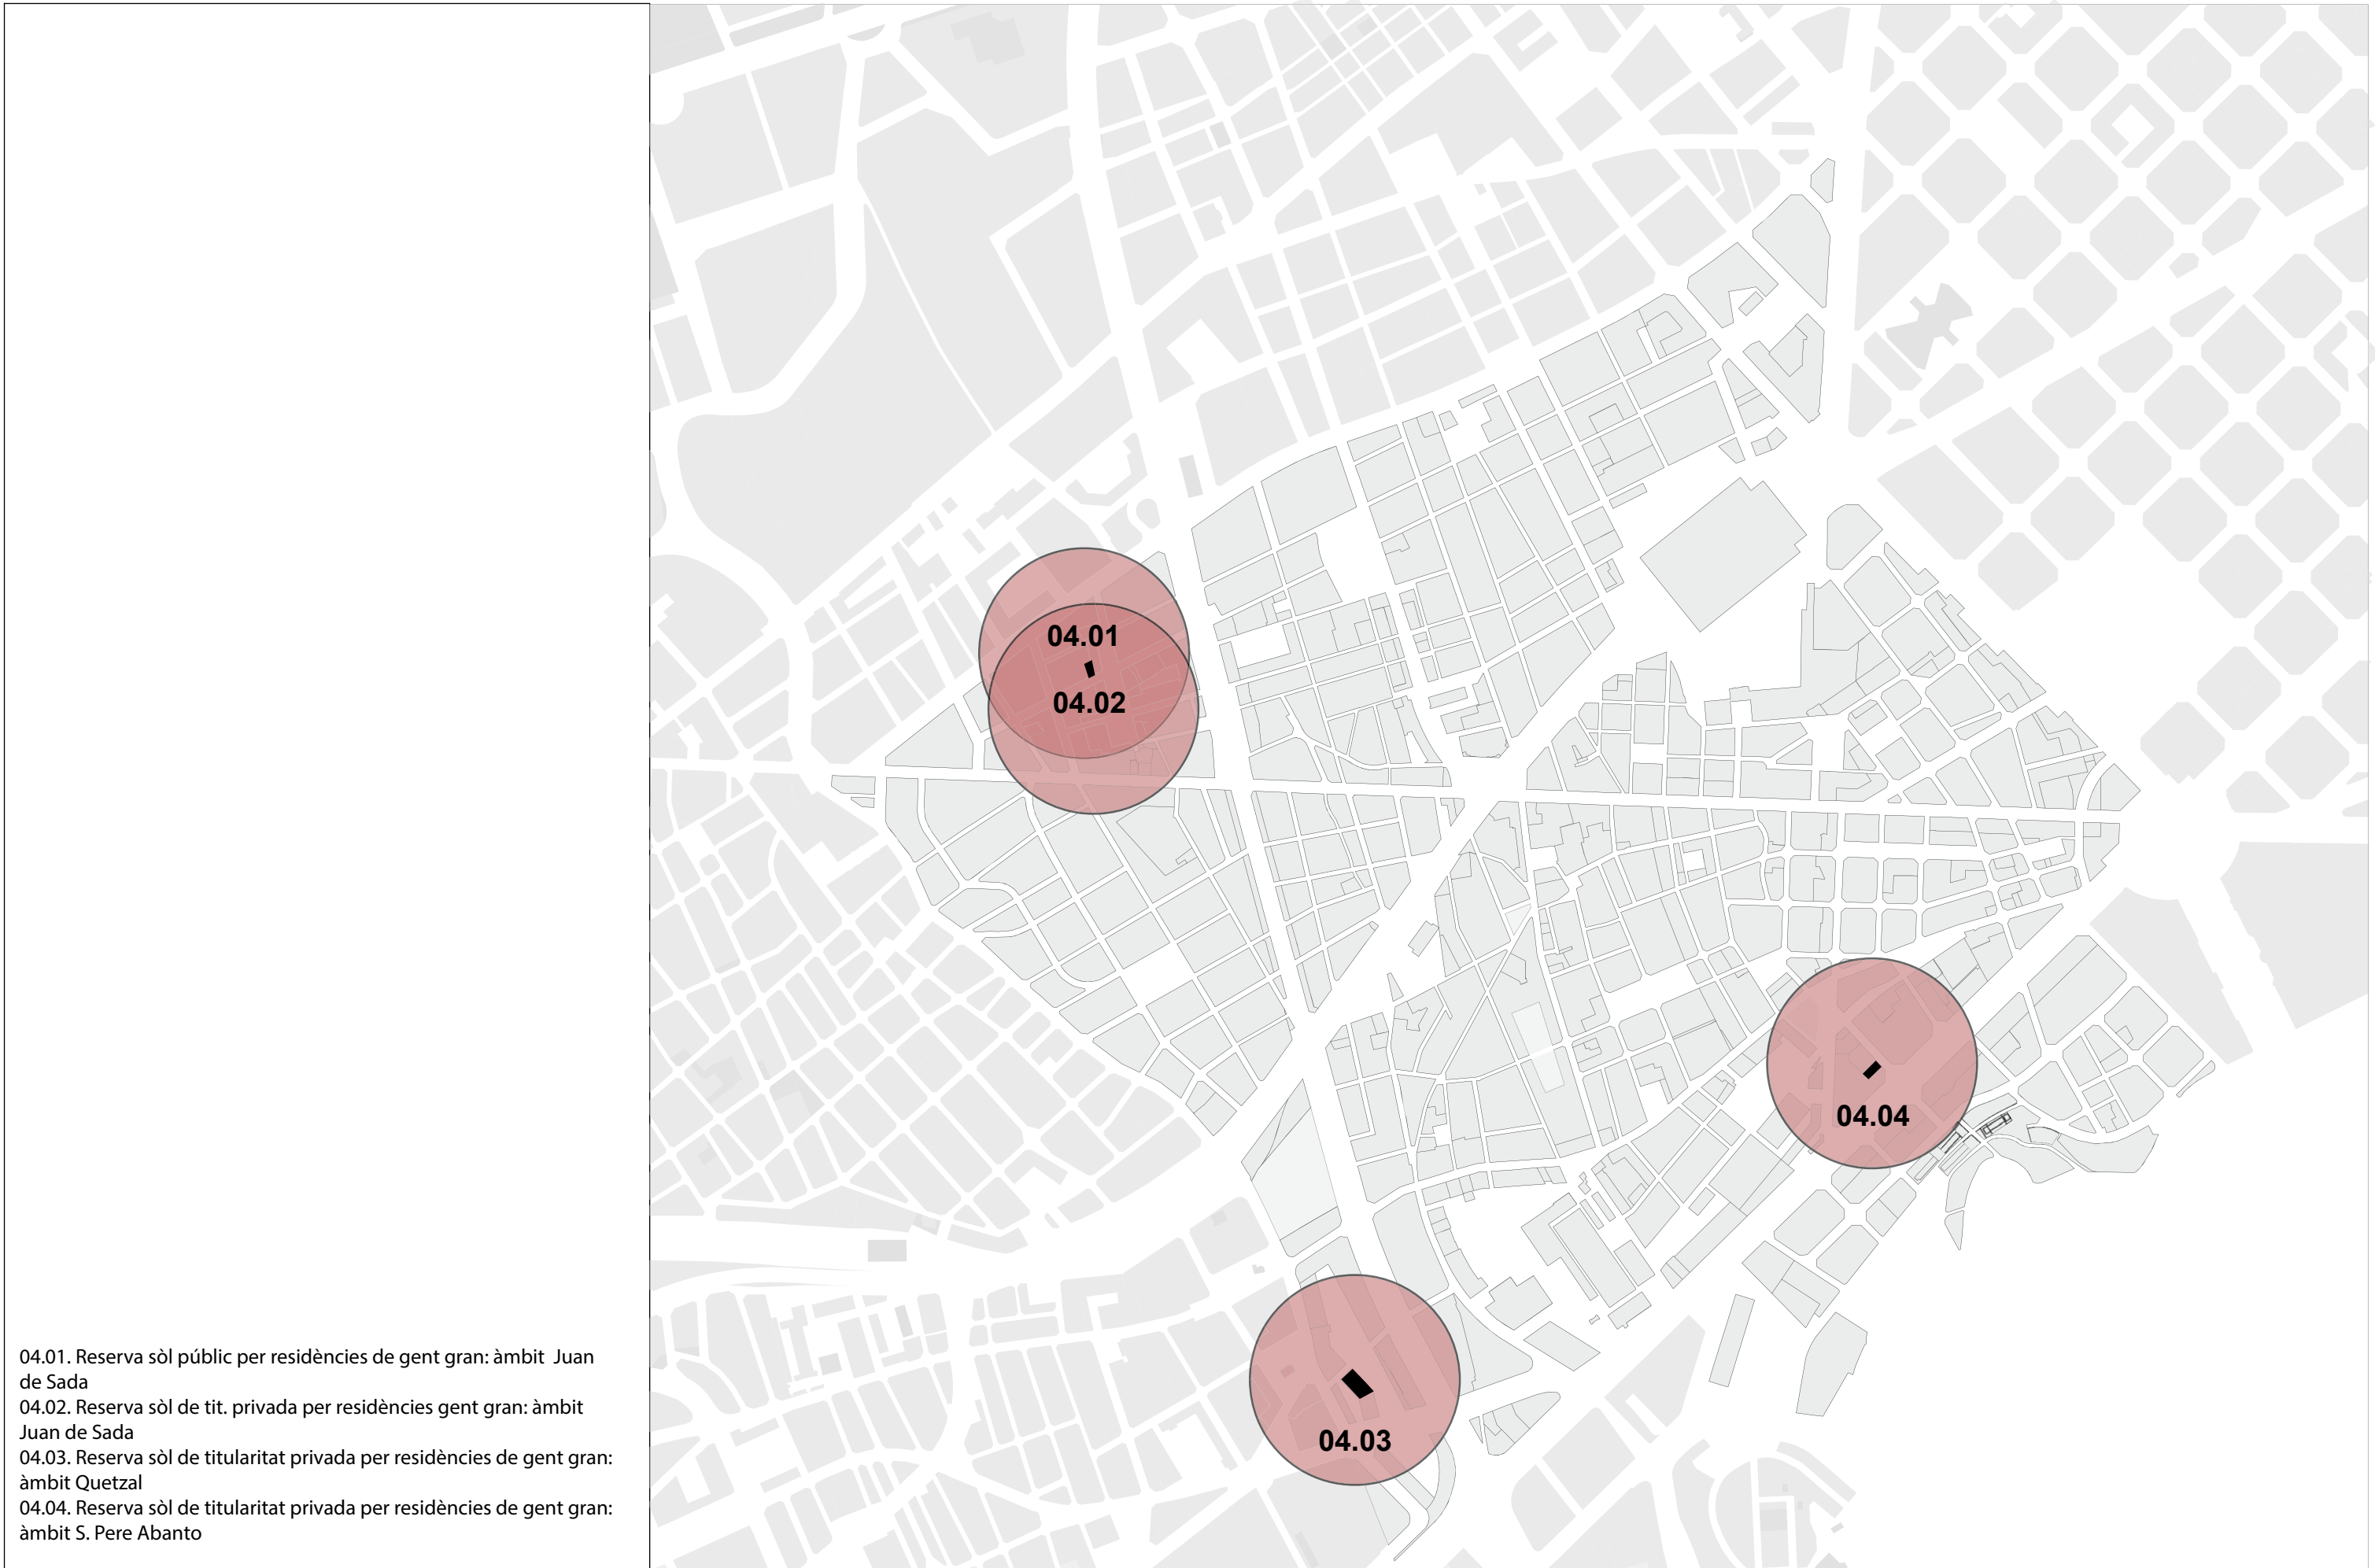 04.01
04.02
04.04
04.03
04.01. Reserva sòl públic per residències de gent gran: àmbit  Juan
de Sada
04.02. Reserva sòl de tit. privada per residències gent gran: àmbit
Juan de Sada
04.03. Reserva sòl de titularitat privada per residències de gent gran:
àmbit Quetzal
04.04. Reserva sòl de titularitat privada per residències de gent gran:
àmbit S. Pere Abanto